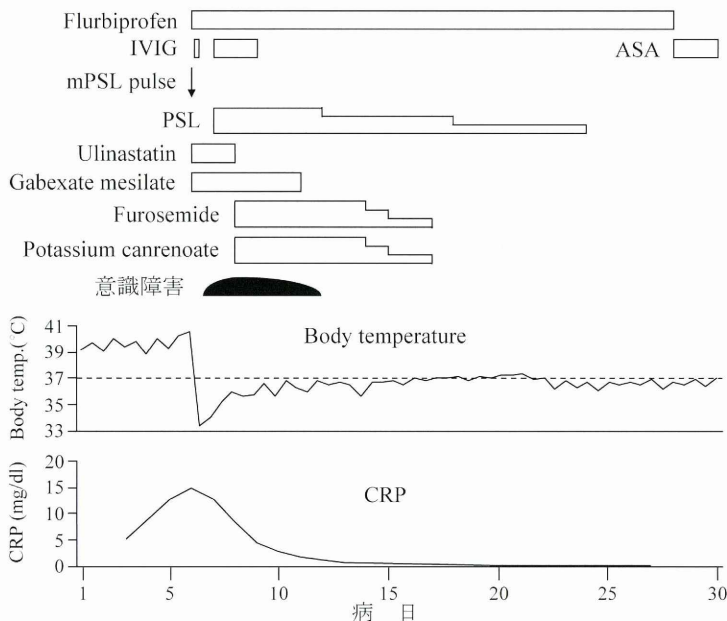 Flurbiprofen
IVIG ASA
mPSL pulse
PSL
Ulinastatin
Gabexate mesilate
Furosemide
Potassium canrenoate
意識障害
Body temperature
Body temp.(°C)
41
39
37
35
33
CRP
CRP (mg/dl)
20
15
10
5
0
1 5 10 15 20 25 30
病 日